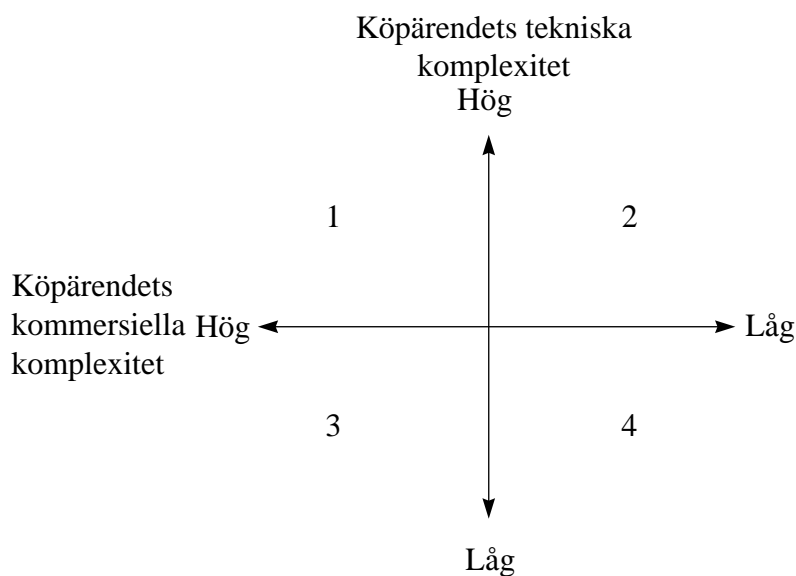 Köpärendets tekniska
komplexitet
Hög
1
2
Köpärendets
kommersiella
komplexitet
Hög
Låg
3
4
Låg